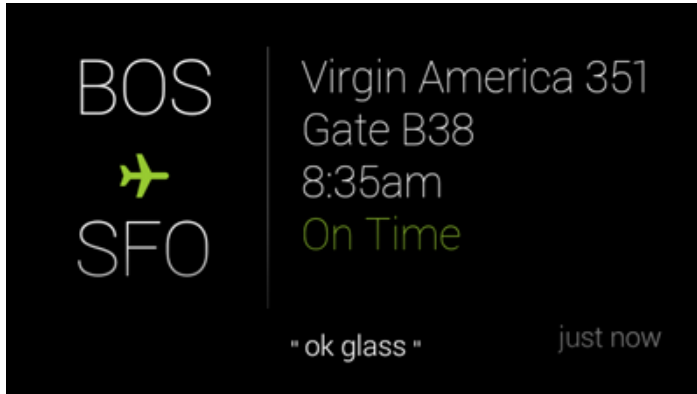 BOS
SFO
Virgin America 351
Gate B38
8:35am
On Time
" ok glass "
just now